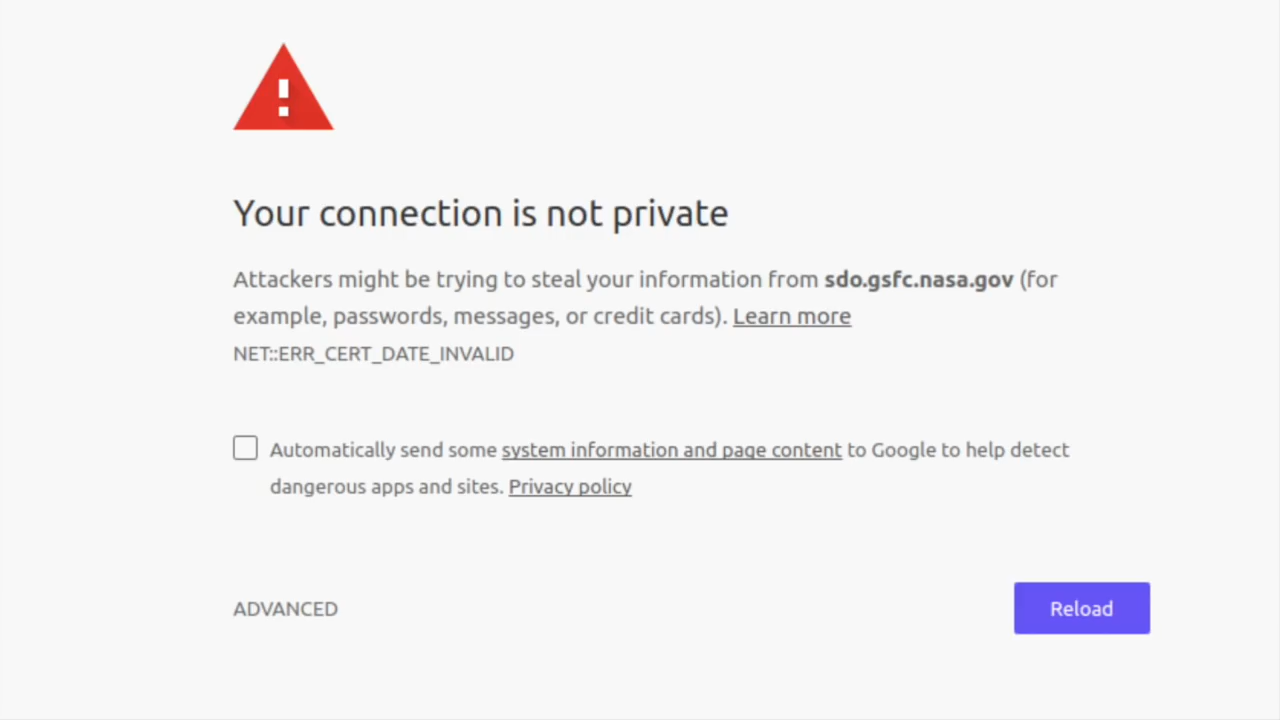 Your connection is not private
Attackers might be trying to steal your information from sdo.gsfc.nasa.gov (for
example, passwords, messages, or credit cards). Learn more
NET::ERR_CERT_DATE_INVALID
Automatically send some system information and page content to Google to help detect
dangerous apps and sites. Privacy policy
ADVANCED
Reload